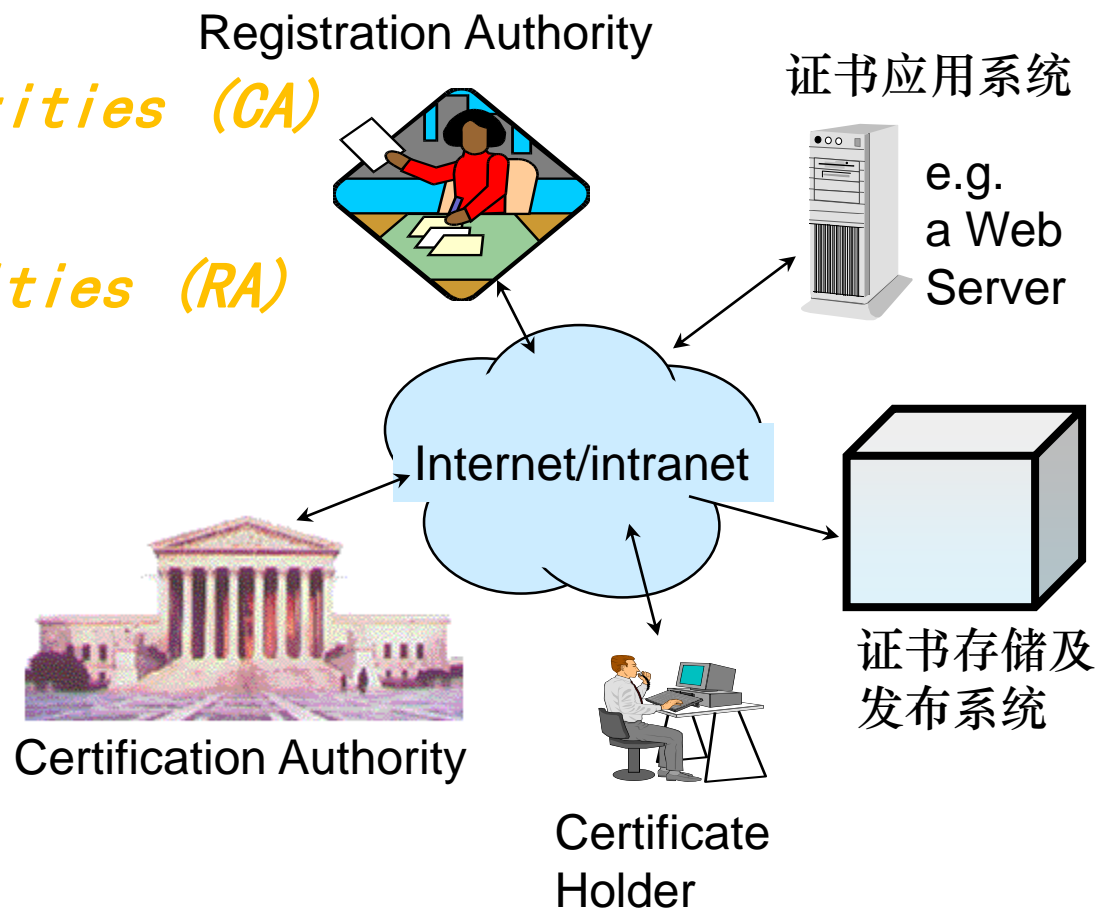 Registration Authority
rities (CA)
ities (RA)
证书应用系统
e.g.
a Web
Server
Internet/intranet
Certification Authority
证书存储及
发布系统
Certificate
Holder